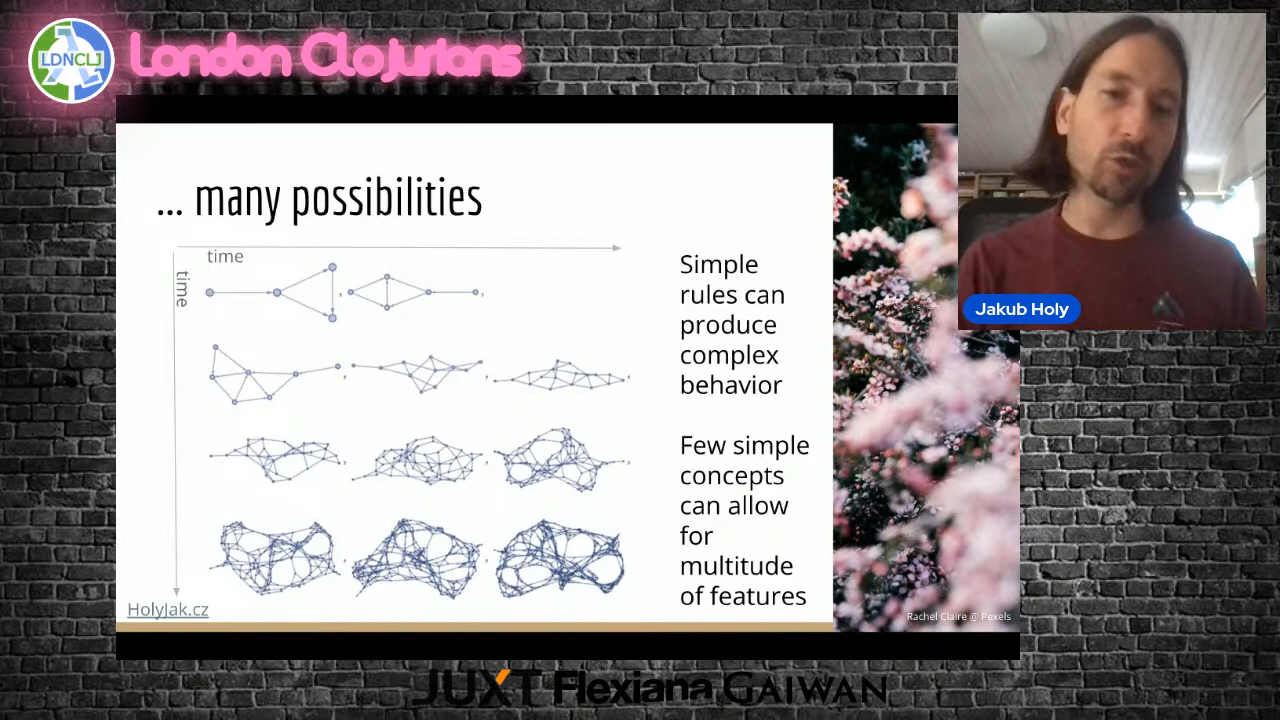 LDNCLJ
London Clojurians
... many possibilities
time
time
Simple
rules can
produce
complex
behavior
Few simple
concepts
can allow
for
multitude
of features
HolyJak.cz
Rachel Claire @ Pexels
Jakub Holy
JUXT Flexiana GAIWAN